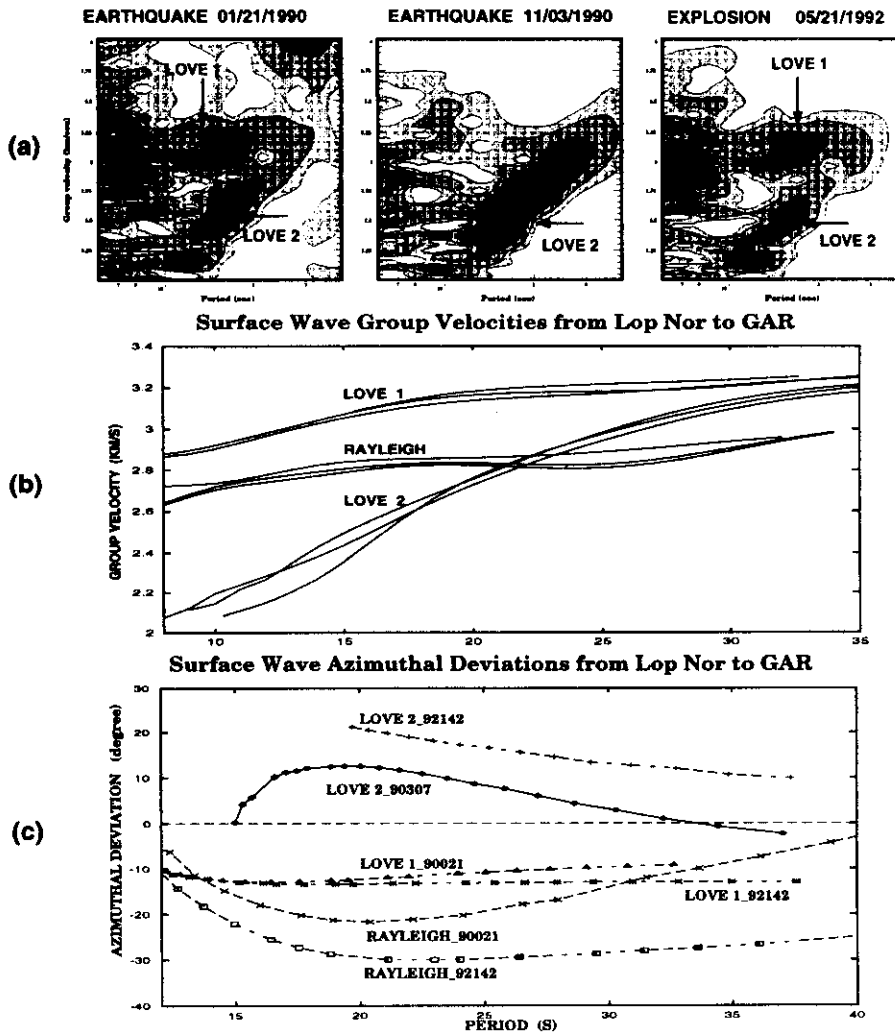 EARTHQUAKE 01/21/1990
EARTHQUAKE 11/03/1990
EXPLOSION 05/21/1992
(a)
LOVE 1
LOVE 2
LOVE 2
LOVE 1
LOVE 2
Period (sec)
Period (sec)
Period (sec)
Surface Wave Group Velocities from Lop Nor to GAR
(b)
GROUP VELOCITY (KM/S)
3.4
3.2
3
2.8
2.6
2.4
2.2
2
LOVE 1
RAYLEIGH
LOVE 2
10
15
20
25
30
35
Surface Wave Azimuthal Deviations from Lop Nor to GAR
(c)
AZIMUTHAL DEVIATION (degree)
30
20
10
0
-10
-20
-30
-40
LOVE 2_92142
LOVE 2_90307
LOVE 1_90021
LOVE 1_92142
RAYLEIGH_90021
RAYLEIGH_92142
15
20
25
30
35
40
PERIOD (S)